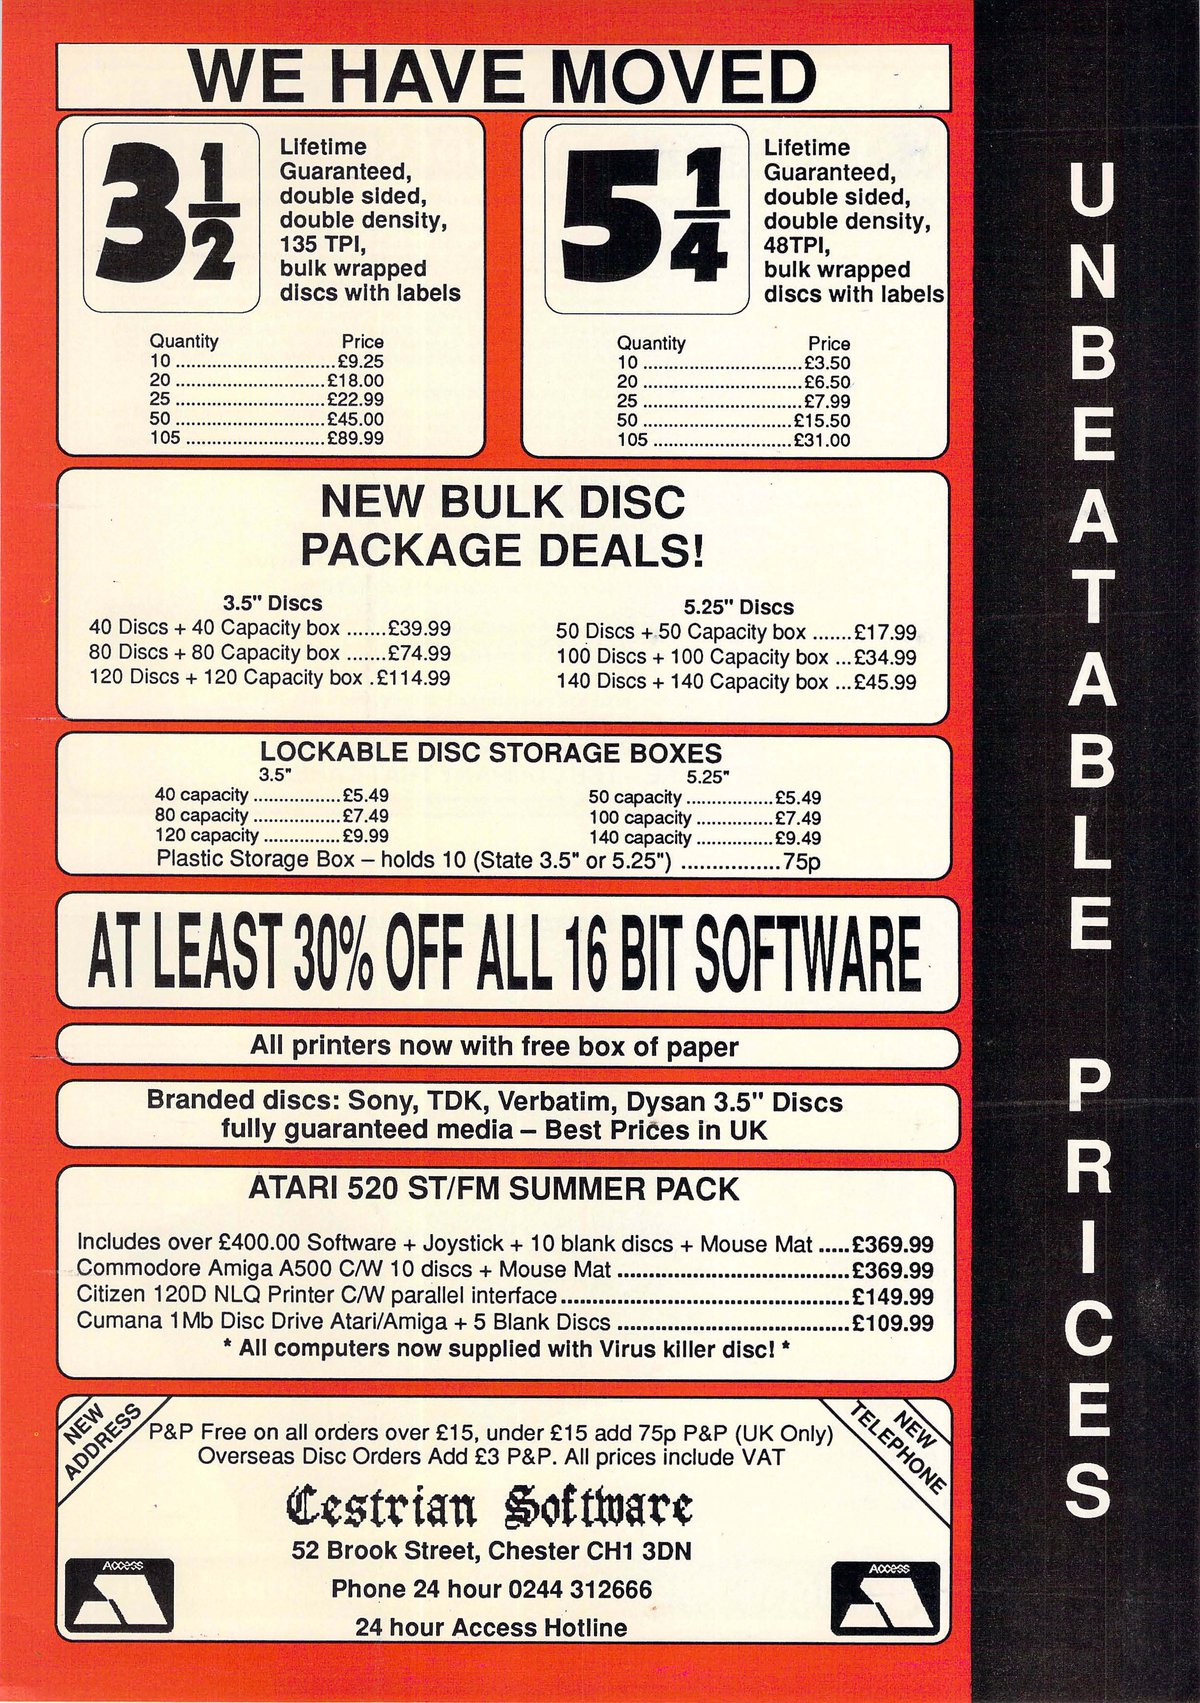 WE HAVE MOVED
3 1/2
Lifetime
Guaranteed,
double sided,
double density,
135 TPI,
bulk wrapped
discs with labels
Quantity Price
10 ............................£9.25
20 ..........................£18.00
25 ..........................£22.99
50 ..........................£45.00
105 ........................£89.99
5 1/4
Lifetime
Guaranteed,
double sided,
double density,
48TPI,
bulk wrapped
discs with labels
Quantity Price
10 ............................£3.50
20 ............................£6.50
25 ............................£7.99
50 ..........................£15.50
105 ........................£31.00
NEW BULK DISC
PACKAGE DEALS!
3.5" Discs
40 Discs + 40 Capacity box .......£39.99
80 Discs + 80 Capacity box .......£74.99
120 Discs + 120 Capacity box .£114.99
5.25" Discs
50 Discs + 50 Capacity box .......£17.99
100 Discs + 100 Capacity box ...£34.99
140 Discs + 140 Capacity box ...£45.99
LOCKABLE DISC STORAGE BOXES
3.5"
40 capacity .................£5.49
80 capacity .................£7.49
120 capacity ...............£9.99
5.25"
50 capacity .................£5.49
100 capacity ...............£7.49
140 capacity ...............£9.49
Plastic Storage Box – holds 10 (State 3.5" or 5.25") ................75p
AT LEAST 30% OFF ALL 16 BIT SOFTWARE
All printers now with free box of paper
Branded discs: Sony, TDK, Verbatim, Dysan 3.5" Discs
fully guaranteed media – Best Prices in UK
ATARI 520 ST/FM SUMMER PACK
Includes over £400.00 Software + Joystick + 10 blank discs + Mouse Mat .....£369.99
Commodore Amiga A500 C/W 10 discs + Mouse Mat ......................................£369.99
Citizen 120D NLQ Printer C/W parallel interface................................................£149.99
Cumana 1Mb Disc Drive Atari/Amiga + 5 Blank Discs ......................................£109.99
* All computers now supplied with Virus killer disc! *
NEW
ADDRESS
NEW
TELEPHONE
P&P Free on all orders over £15, under £15 add 75p P&P (UK Only)
Overseas Disc Orders Add £3 P&P. All prices include VAT
Cestrian Software
52 Brook Street, Chester CH1 3DN
Phone 24 hour 0244 312666
24 hour Access Hotline
Access
Access
UNBEATABLE PRICES